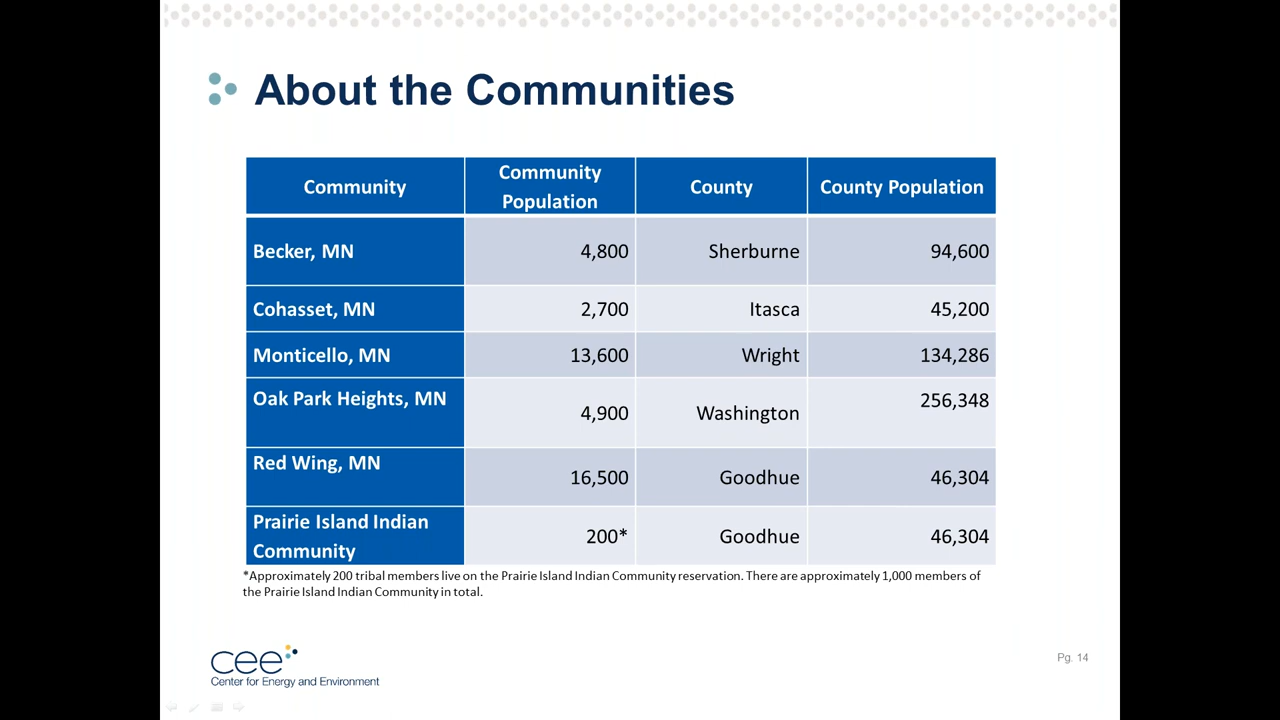 About the Communities
Community
Community
Population
County
County Population
Becker, MN
4,800
Sherburne
94,600
Cohasset, MN
2,700
Itasca
45,200
Monticello, MN
13,600
Wright
134,286
Oak Park Heights, MN
4,900
Washington
256,348
Red Wing, MN
16,500
Goodhue
46,304
Prairie Island Indian
Community
200*
Goodhue
46,304
*Approximately 200 tribal members live on the Prairie Island Indian Community reservation. There are approximately 1,000 members of
the Prairie Island Indian Community in total.
cee
Center for Energy and Environment
Pg. 14